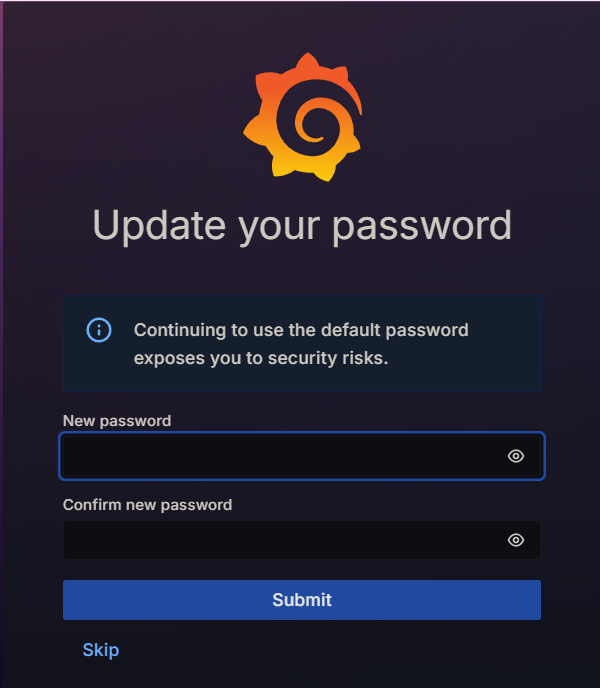 Update your password
Continuing to use the default password
exposes you to security risks.
New password
Confirm new password
Submit
Skip